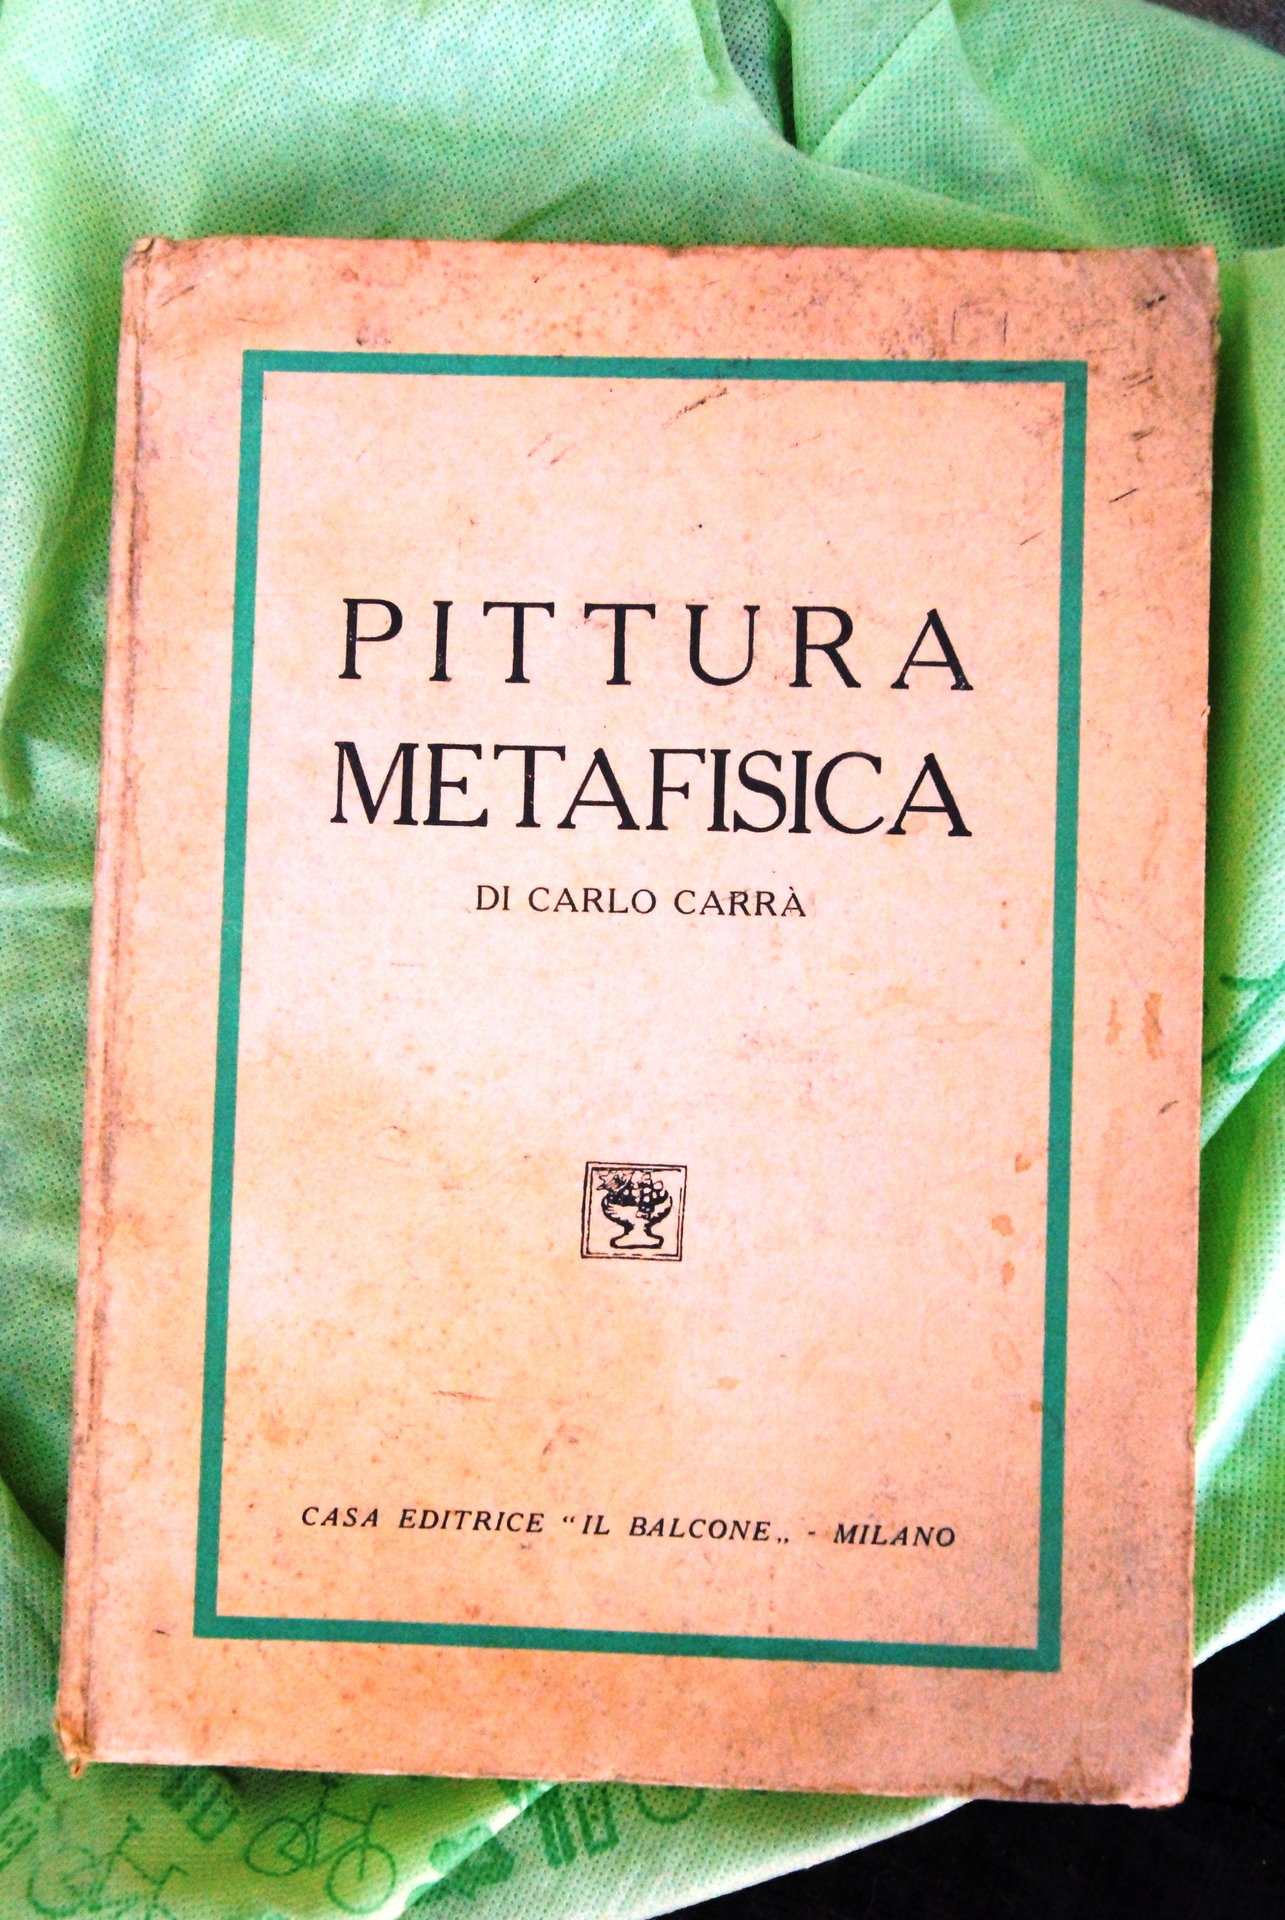 PITTURA
METAFISICA
DI CARLO CARRÀ
CASA EDITRICE “IL BALCONE„ - MILANO